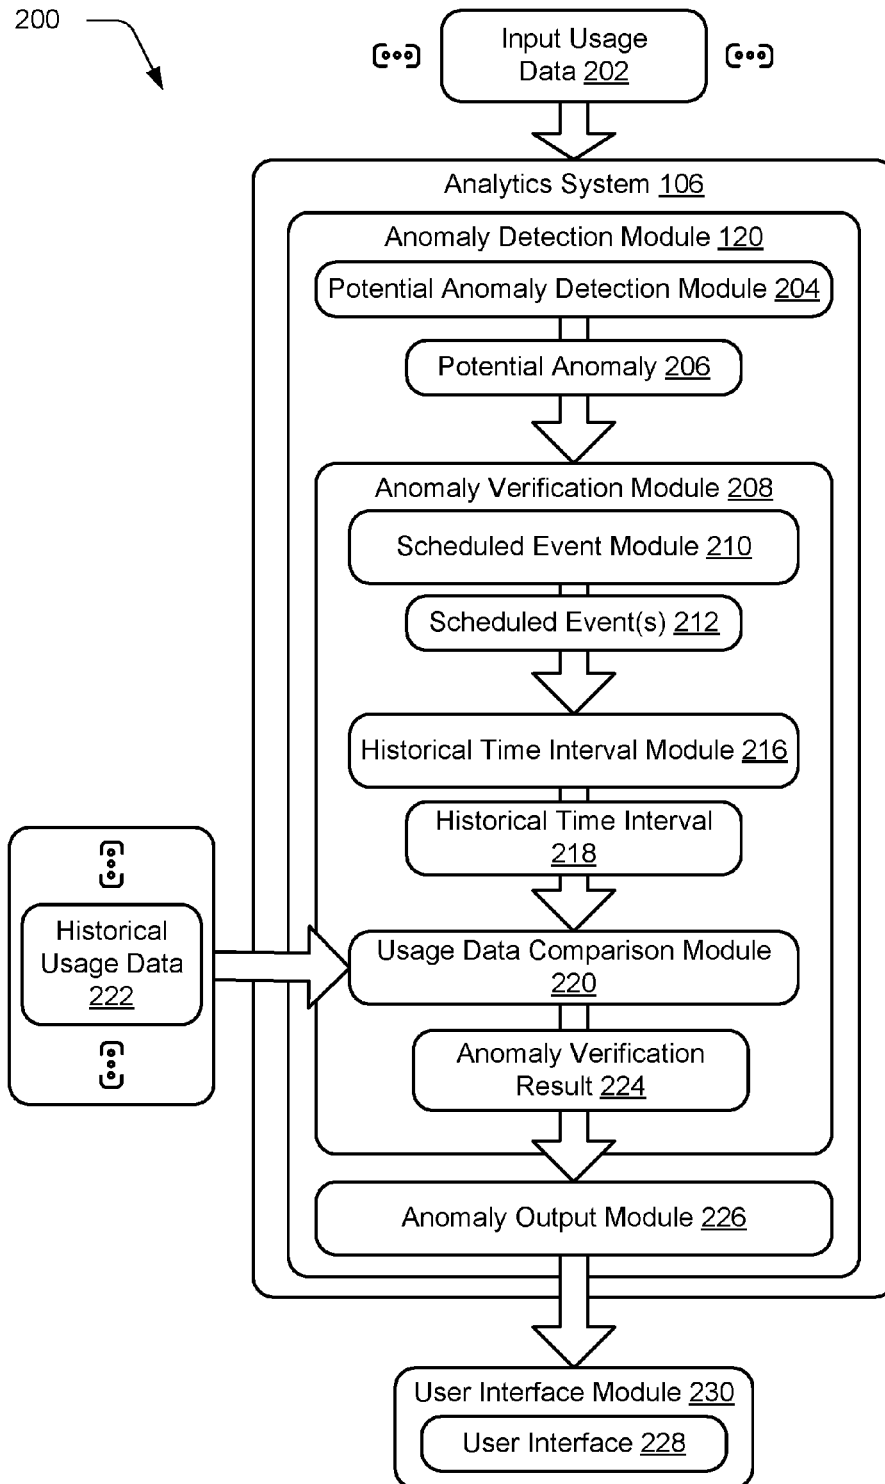 200
Input Usage
Data 202
Analytics System 106
Anomaly Detection Module 120
Potential Anomaly Detection Module 204
Potential Anomaly 206
Anomaly Verification Module 208
Scheduled Event Module 210
Scheduled Event(s) 212
Historical Time Interval Module 216
Historical Time Interval
218
Historical
Usage Data
222
Usage Data Comparison Module
220
Anomaly Verification
Result 224
Anomaly Output Module 226
User Interface Module 230
User Interface 228